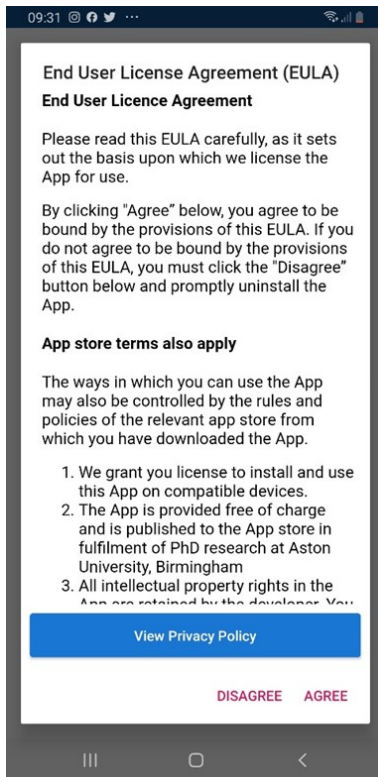 09:31
End User License Agreement (EULA)
End User Licence Agreement
Please read this EULA carefully, as it sets
out the basis upon which we license the
App for use.
By clicking "Agree” below, you agree to be
bound by the provisions of this EULA. If you
do not agree to be bound by the provisions
of this EULA, you must click the "Disagree”
button below and promptly uninstall the
App.
App store terms also apply
The ways in which you can use the App
may also be controlled by the rules and
policies of the relevant app store from
which you have downloaded the App.
1. We grant you license to install and use
this App on compatible devices.
2. The App is provided free of charge
and is published to the App store in
fulfilment of PhD research at Aston
University, Birmingham
3. All intellectual property rights in the
App are retained by the developer. You
View Privacy Policy
DISAGREE AGREE